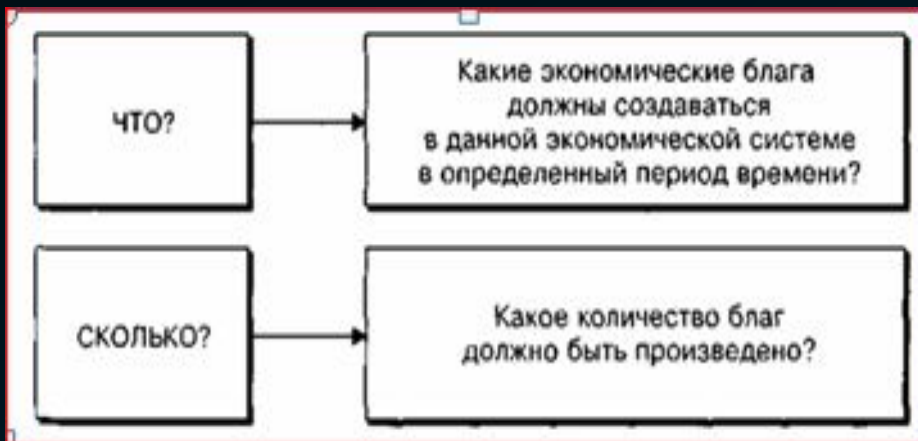 ЧТО?
Какие экономические блага
должны создаваться
в данной экономической системе
в определенный период времени?
СКОЛЬКО?
Какое количество благ
должно быть произведено?